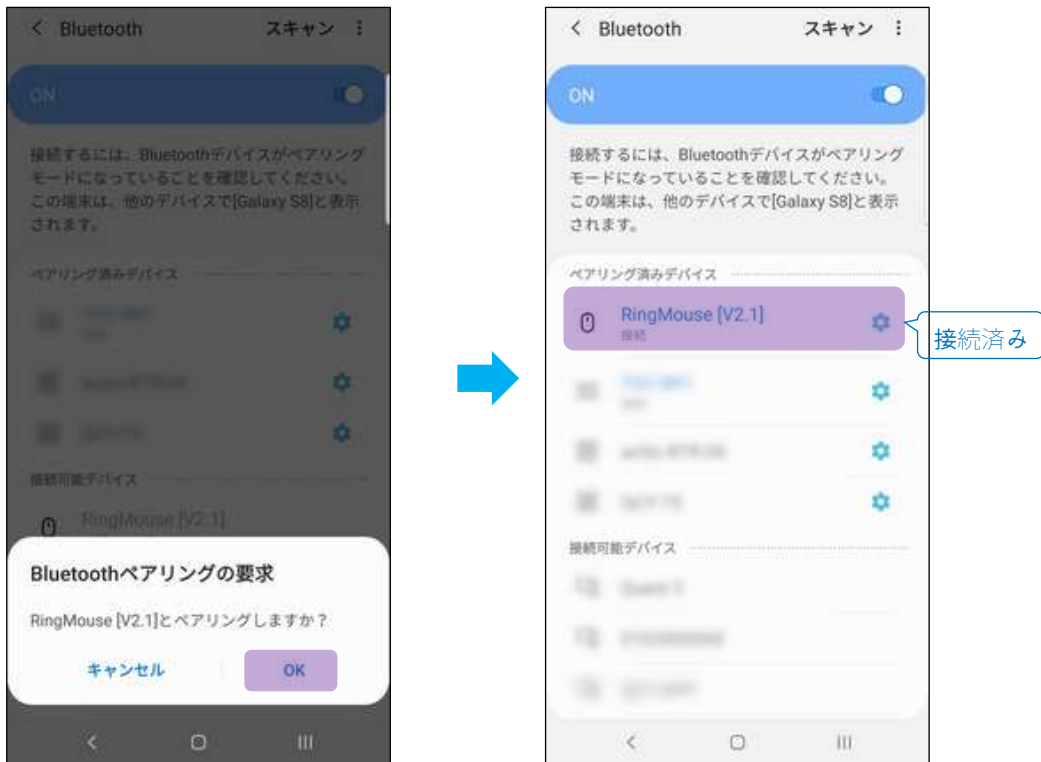 Bluetooth スキャン
ON
接続するには、Bluetoothデバイスがペアリング
モードになっていることを確認してください。
この端末は、他のデバイスで[Galaxy S8]と表示
されます。
ペアリング済みデバイス
接続可能デバイス
RingMouse [V2.1]
Bluetoothペアリングの要求
RingMouse [V2.1]とペアリングしますか？
キャンセル OK
Bluetooth スキャン
ON
接続するには、Bluetoothデバイスがペアリング
モードになっていることを確認してください。
この端末は、他のデバイスで[Galaxy S8]と表示
されます。
ペアリング済みデバイス
RingMouse [V2.1]
接続
接続済み
接続可能デバイス